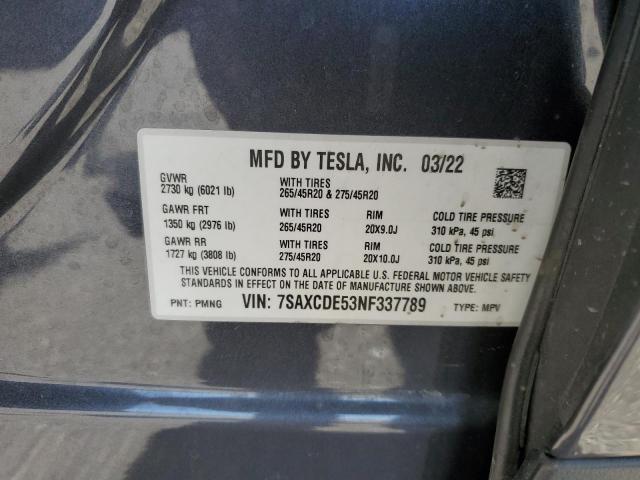 MFD BY TESLA, INC. 03/22
GVWR
2730 kg (6021 lb)
WITH TIRES
265/45R20 & 275/45R20
GAWR FRT
1350 kg (2976 lb)
WITH TIRES
265/45R20
RIM
20X9.0J
COLD TIRE PRESSURE
310 kPa, 45 psi
GAWR RR
1727 kg (3808 lb)
WITH TIRES
275/45R20
RIM
20X10.0J
COLD TIRE PRESSURE
310 kPa, 45 psi
THIS VEHICLE CONFORMS TO ALL APPLICABLE U.S. FEDERAL MOTOR VEHICLE SAFETY
STANDARDS IN EFFECT ON THE DATE OF MANUFACTURE SHOWN ABOVE.
PNT: PMNG VIN: 7SAXCDE53NF337789 TYPE: MPV